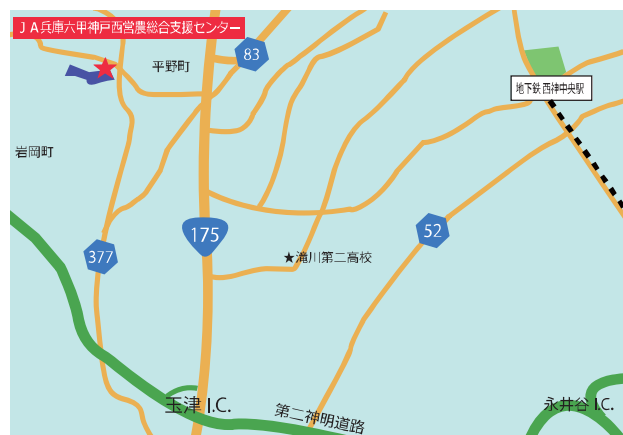 JA兵庫六甲神戸西営農総合支援センター
83
平野町
地下鉄 西神中央駅
岩岡町
175
52
377
★滝川第二高校
玉津 I.C.
第二神明道路
永井谷 I.C.